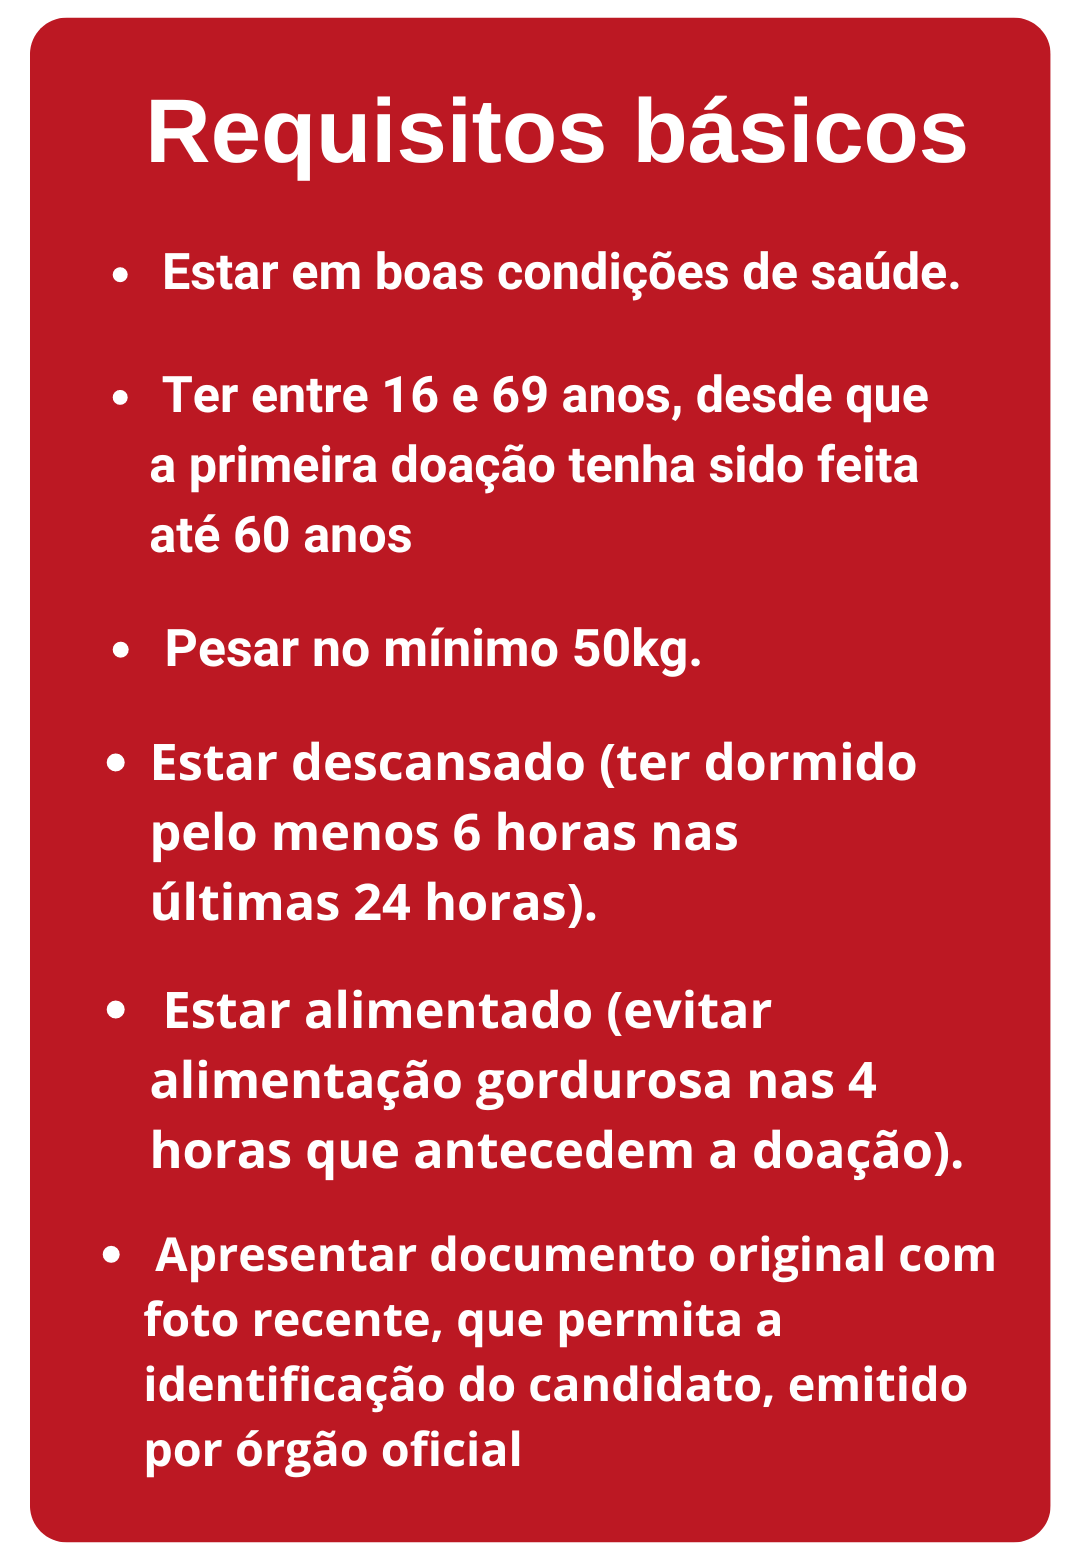 Requisitos básicos
• Estar em boas condições de saúde.
• Ter entre 16 e 69 anos, desde que
a primeira doação tenha sido feita
até 60 anos
• Pesar no mínimo 50kg.
• Estar descansado (ter dormido
pelo menos 6 horas nas
últimas 24 horas).
• Estar alimentado (evitar
alimentação gordurosa nas 4
horas que antecedem a doação).
• Apresentar documento original com
foto recente, que permita a
identificação do candidato, emitido
por órgão oficial